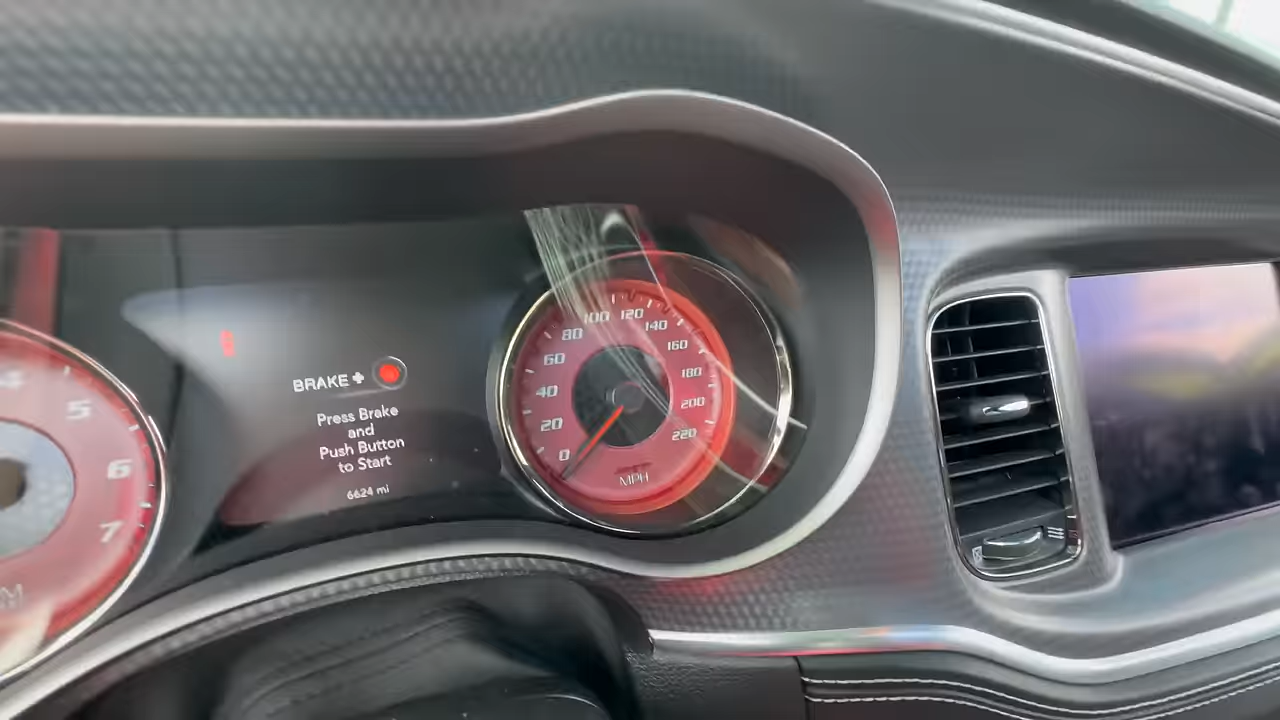 4
5
6
7
BRAKE +
Press Brake
and
Push Button
to Start
6624 mi
0
20
40
60
80
100
120
140
160
180
200
220
MPH